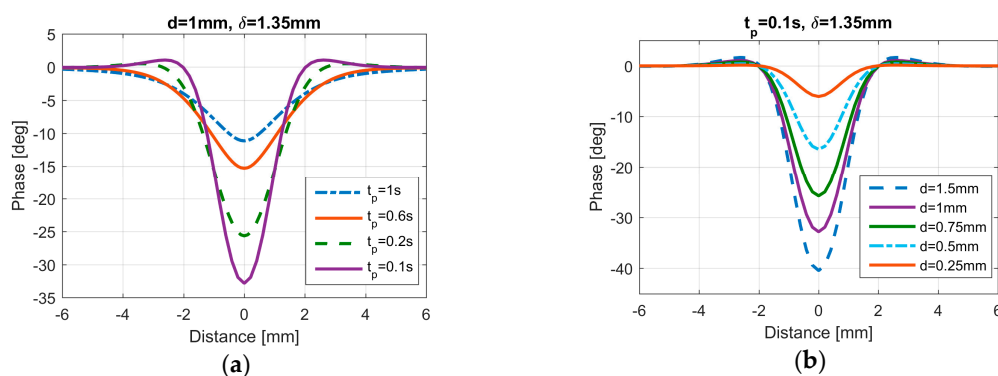 d=1mm, δ=1.35mm
5
0
-5
-10
-15
-20
-25
-30
-35
Phase [deg]
t_p=1s
t_p=0.6s
t_p=0.2s
t_p=0.1s
-6 -4 -2 0 2 4 6
Distance [mm]
(a)
t_p=0.1s, δ=1.35mm
0
-10
-20
-30
-40
Phase [deg]
d=1.5mm
d=1mm
d=0.75mm
d=0.5mm
d=0.25mm
-6 -4 -2 0 2 4 6
Distance [mm]
(b)